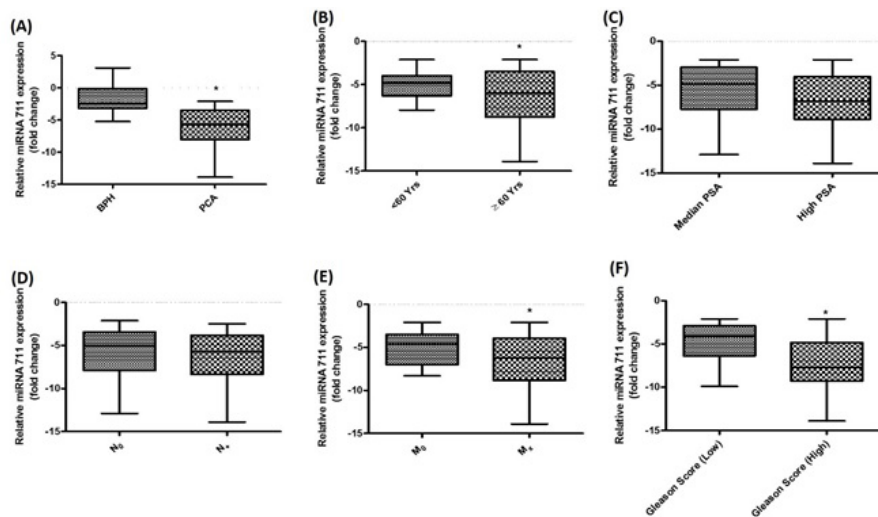 (A)
Relative miRNA 711 expression
(fold change)
5
0
-5
-10
-15
*
BPH
PCA
(B)
Relative miRNA 711 expression
(fold change)
0
-5
-10
-15
*
<60 Yrs
≥ 60 Yrs
(C)
Relative miRNA 711 expression
(fold change)
0
-5
-10
-15
Median PSA
High PSA
(D)
Relative miRNA 711 expression
(fold change)
0
-5
-10
-15
N₀
(E)
Relative miRNA 711 expression
(fold change)
0
-5
-10
-15
*
M₀
Mₓ
(F)
Relative miRNA 711 expression
(fold change)
0
-5
-10
-15
*
Gleason Score (Low)
Gleason Score (High)